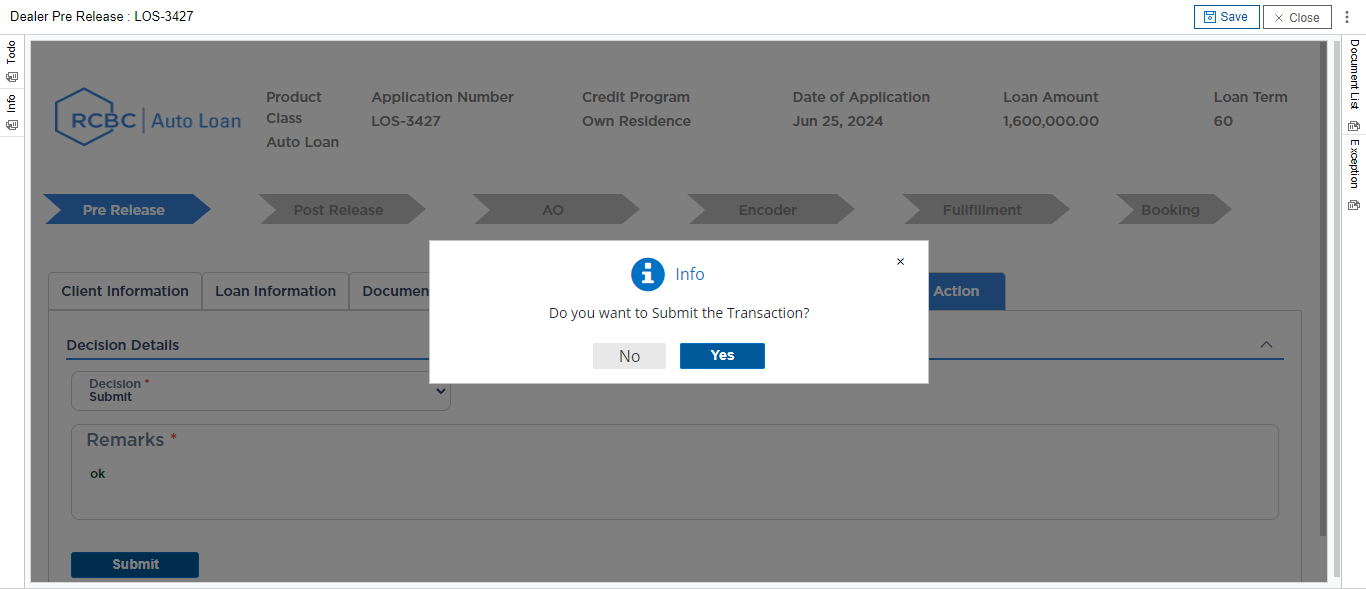 Dealer Pre Release : LOS-3427
Save
Close
Todo
Info
Document List
Exception
RCBC Auto Loan
Product Class
Auto Loan
Application Number
LOS-3427
Credit Program
Own Residence
Date of Application
Jun 25, 2024
Loan Amount
1,600,000.00
Loan Term
60
Pre Release
Post Release
AO
Encoder
Fullfillment
Booking
Client Information
Loan Information
Documen
Action
Info
Do you want to Submit the Transaction?
No
Yes
Decision Details
Decision *
Submit
Remarks *
ok
Submit